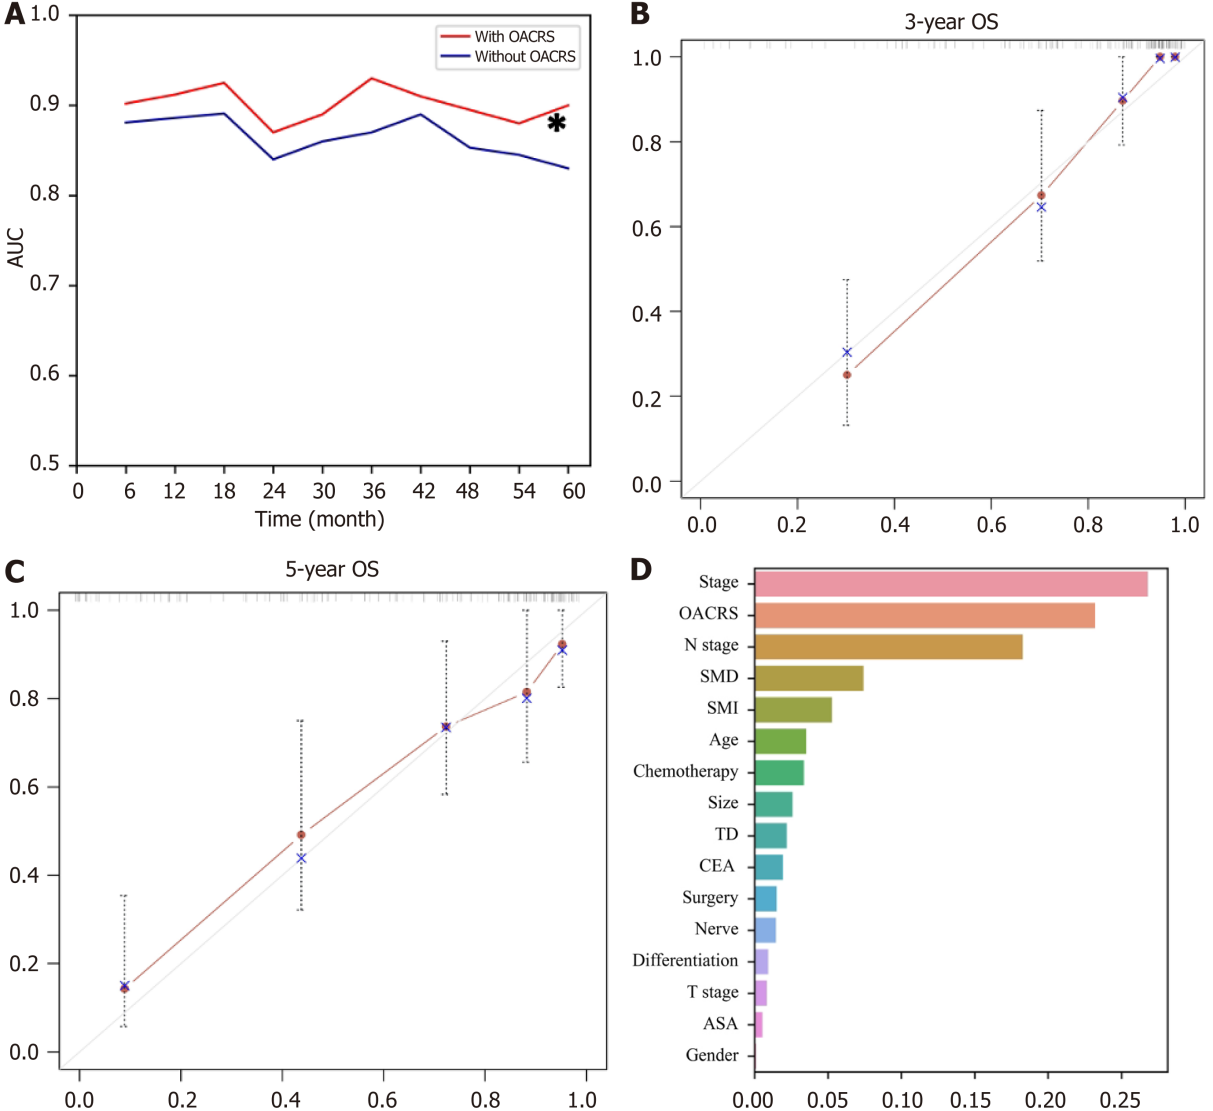 A
1.0
0.9
0.8
0.7
0.6
0.5
AUC
With OACRS
Without OACRS
*
0 6 12 18 24 30 36 42 48 54 60
Time (month)
B
3-year OS
1.0
0.8
0.6
0.4
0.2
0.0
0.0 0.2 0.4 0.6 0.8 1.0
C
5-year OS
1.0
0.8
0.6
0.4
0.2
0.0
0.0 0.2 0.4 0.6 0.8 1.0
D
Stage
OACRS
N stage
SMD
SMI
Age
Chemotherapy
Size
TD
CEA
Surgery
Nerve
Differentiation
T stage
ASA
Gender
0.00 0.05 0.10 0.15 0.20 0.25